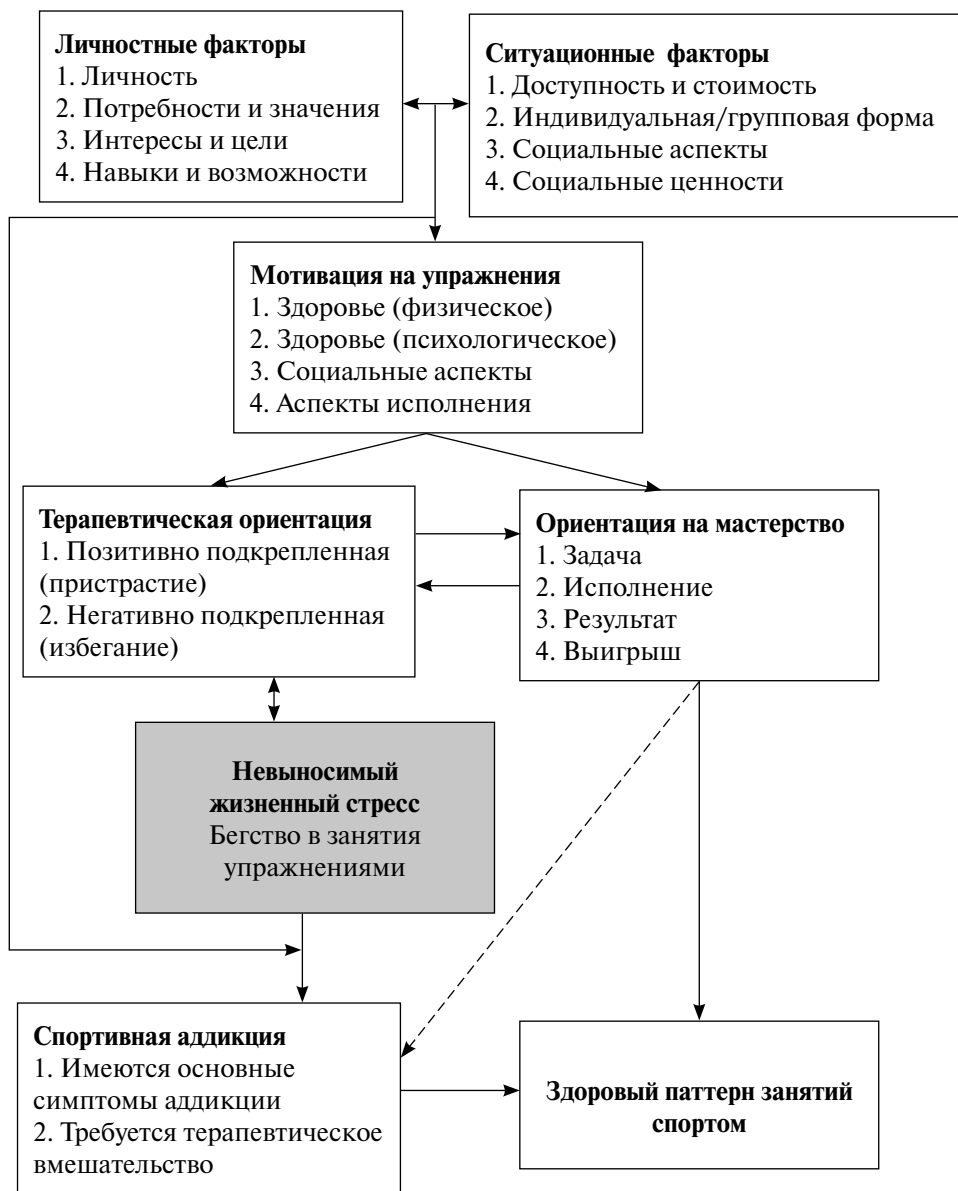 Личностные факторы
1. Личность
2. Потребности и значения
3. Интересы и цели
4. Навыки и возможности
Ситуационные факторы
1. Доступность и стоимость
2. Индивидуальная/групповая форма
3. Социальные аспекты
4. Социальные ценности
Мотивация на упражнения
1. Здоровье (физическое)
2. Здоровье (психологическое)
3. Социальные аспекты
4. Аспекты исполнения
Терапевтическая ориентация
1. Позитивно подкрепленная
(пристрастие)
2. Негативно подкрепленная
(избегание)
Ориентация на мастерство
1. Задача
2. Исполнение
3. Результат
4. Выигрыш
Невыносимый
жизненный стресс
Бегство в занятия
упражнениями
Спортивная аддикция
1. Имеются основные
симптомы аддикции
2. Требуется терапевтическое
вмешательство
Здоровый паттерн занятий
спортом